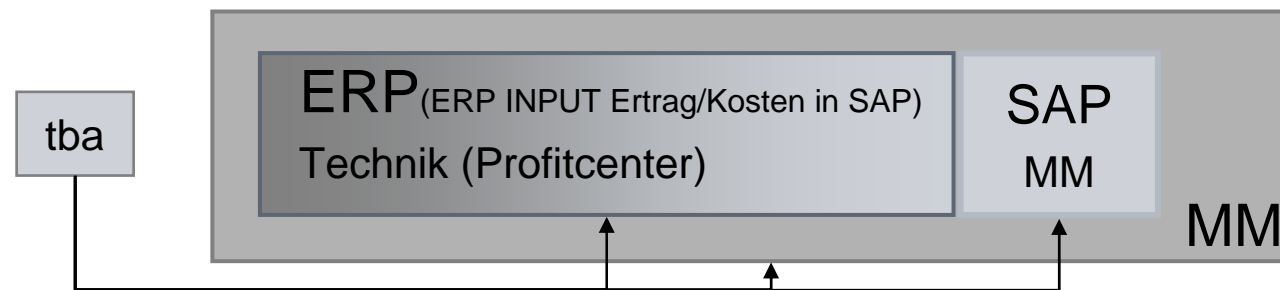 tba
ERP(ERP INPUT Ertrag/Kosten in SAP)
Technik (Profitcenter)
SAP
MM
MM